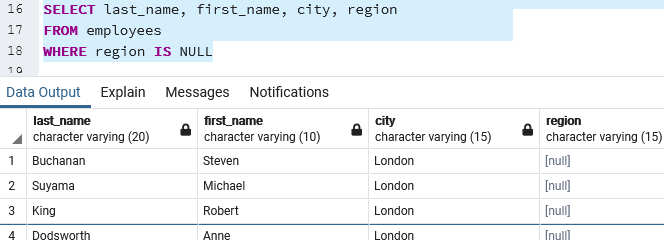 16 SELECT last_name, first_name, city, region
17 FROM employees
18 WHERE region IS NULL
19
Data Output Explain Messages Notifications
last_name first_name city region
character varying (20) character varying (10) character varying (15) character varying (15)
1 Buchanan Steven London [null]
2 Suyama Michael London [null]
3 King Robert London [null]
4 Dodsworth Anne London [null]